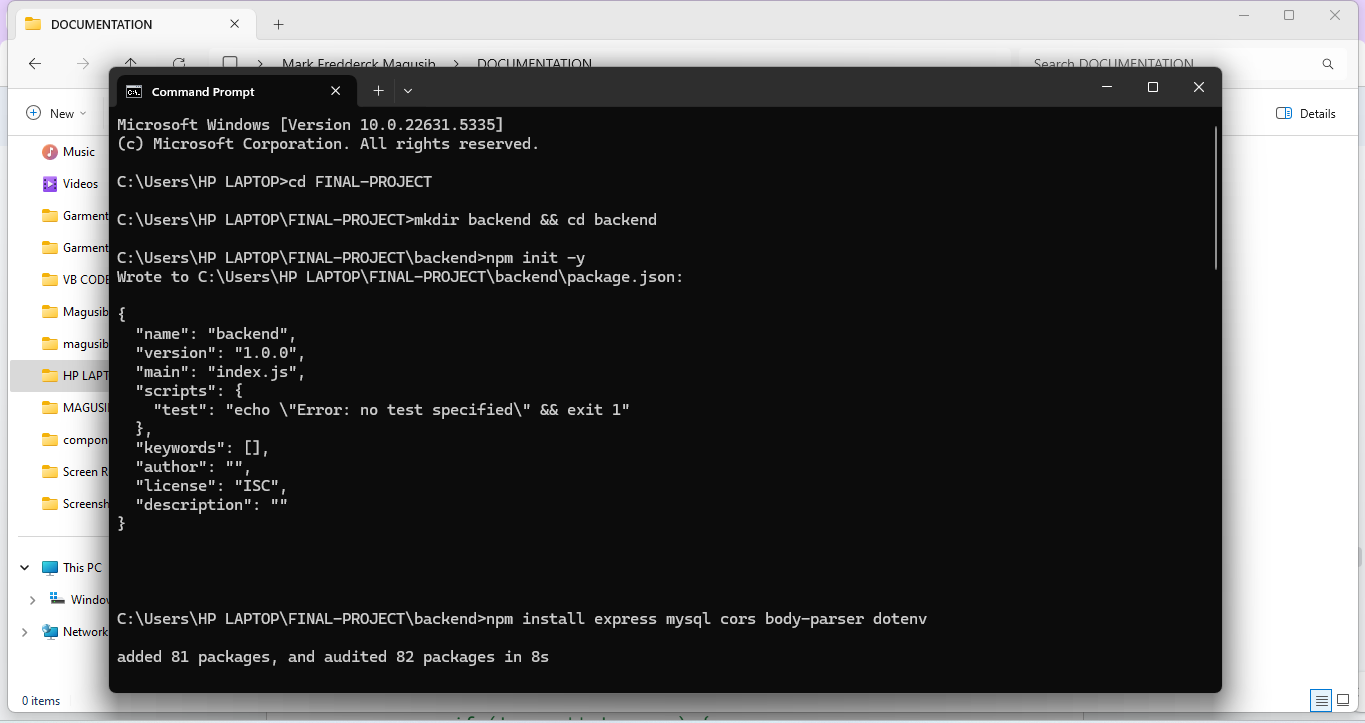 DOCUMENTATION
Mark Fredderck Magusib > DOCUMENTATION
Search DOCUMENTATION
New
Details
Music
Videos
Garment
Garment
VB CODE
Magusib
magusib
HP LAPT
MAGUSI
compon
Screen R
Screensh
This PC
Window
Network
0 items
Command Prompt
Microsoft Windows [Version 10.0.22631.5335]
(c) Microsoft Corporation. All rights reserved.
C:\Users\HP LAPTOP>cd FINAL-PROJECT
C:\Users\HP LAPTOP\FINAL-PROJECT>mkdir backend && cd backend
C:\Users\HP LAPTOP\FINAL-PROJECT\backend>npm init -y
Wrote to C:\Users\HP LAPTOP\FINAL-PROJECT\backend\package.json:
{
"name": "backend",
"version": "1.0.0",
"main": "index.js",
"scripts": {
"test": "echo \"Error: no test specified\" && exit 1"
},
"keywords": [],
"author": "",
"license": "ISC",
"description": ""
}
C:\Users\HP LAPTOP\FINAL-PROJECT\backend>npm install express mysql cors body-parser dotenv
added 81 packages, and audited 82 packages in 8s